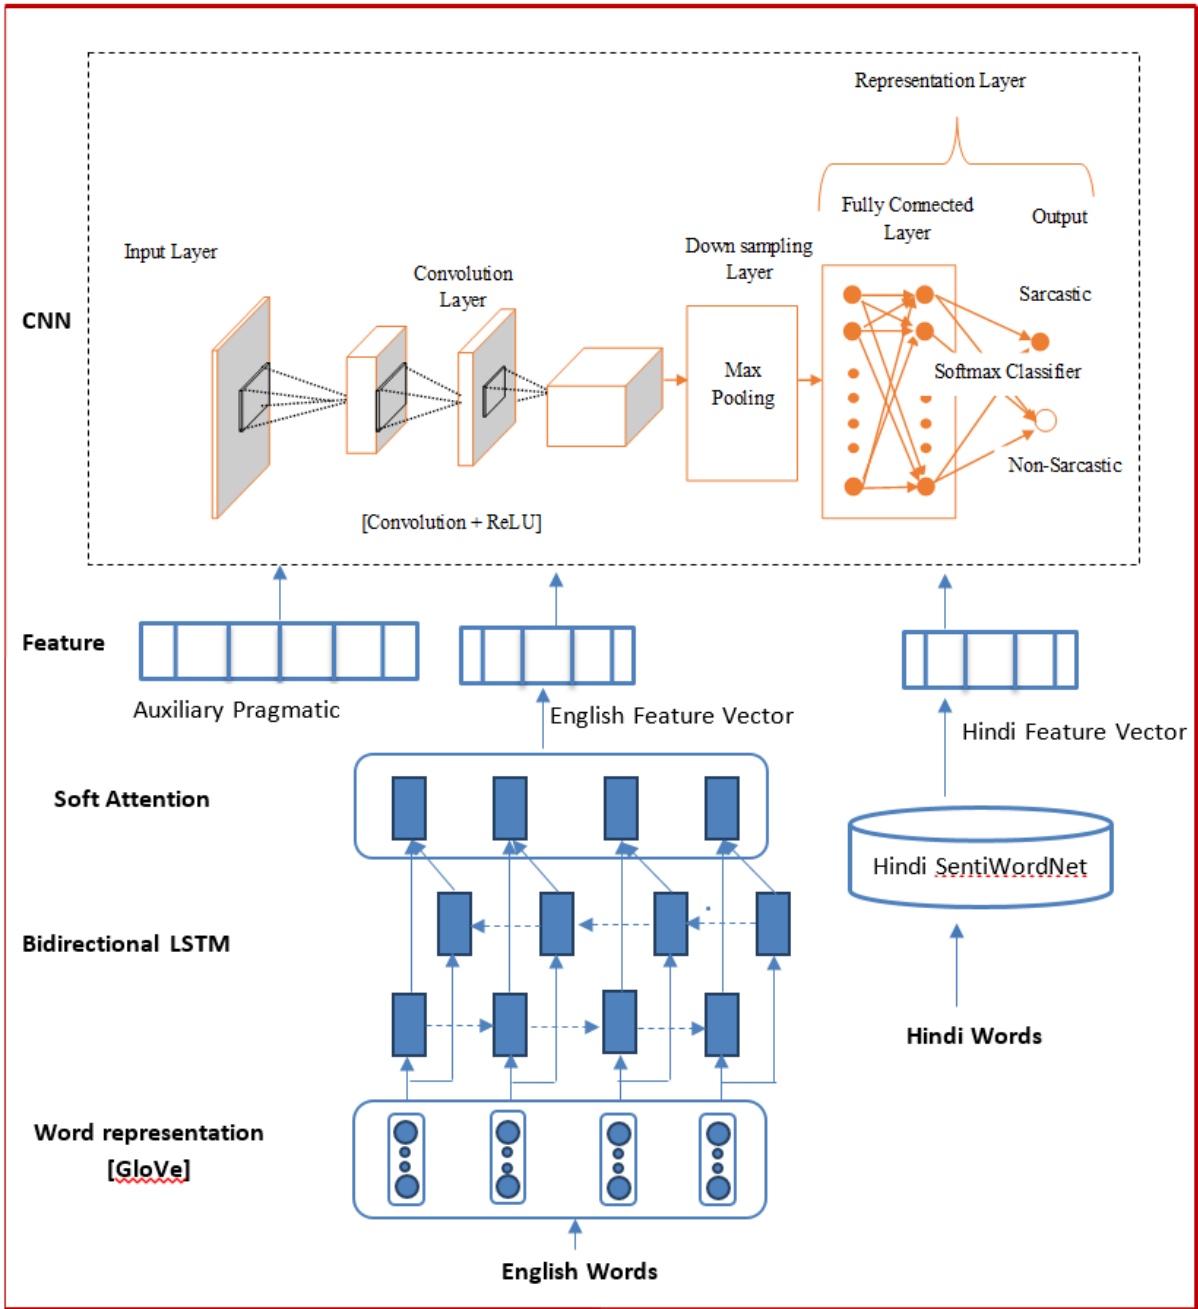 Representation Layer
Fully Connected
Layer
Output
Input Layer
Down sampling
Layer
Convolution
Layer
Sarcastic
CNN
Max
Pooling
Softmax Classifier
Non-Sarcastic
[Convolution + ReLU]
Feature
Auxiliary Pragmatic
English Feature Vector
Hindi Feature Vector
Soft Attention
Hindi SentiWordNet
Bidirectional LSTM
Hindi Words
Word representation
[GloVe]
English Words